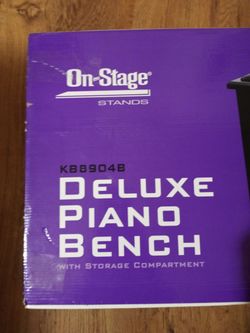 On-Stage®
STANDS
KB8904B
DELUXE
PIANO
BENCH
WITH STORAGE COMPARTMENT